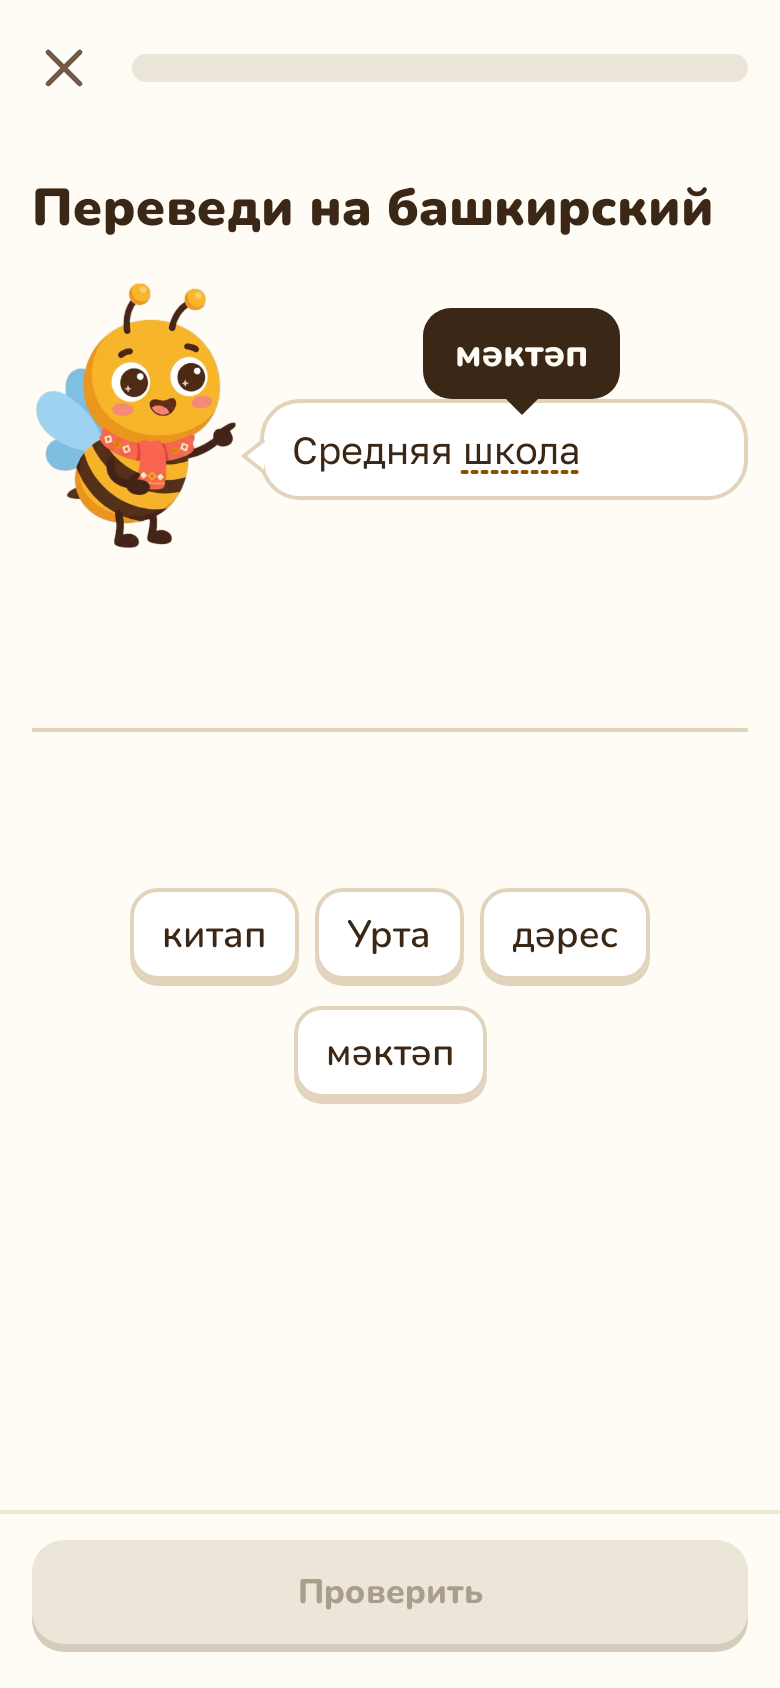 Переведи на башкирский
мәктәп
Средняя школа
китап
Урта
дәрес
мәктәп
Проверить